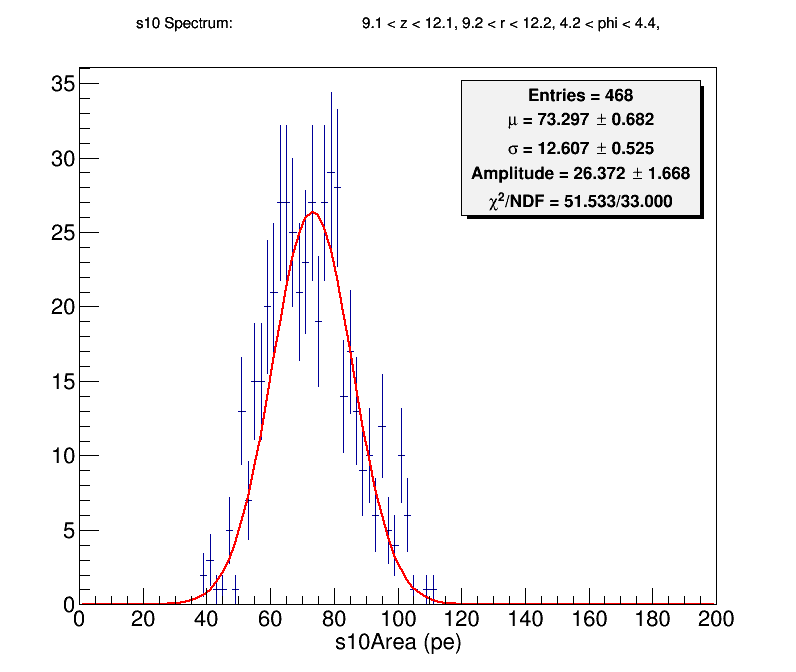 s10 Spectrum: 9.1 < z < 12.1, 9.2 < r < 12.2, 4.2 < phi < 4.4,
Entries = 468
μ = 73.297 ± 0.682
σ = 12.607 ± 0.525
Amplitude = 26.372 ± 1.668
χ²/NDF = 51.533/33.000
35
30
25
20
15
10
5
0
0 20 40 60 80 100 120 140 160 180 200
s10Area (pe)